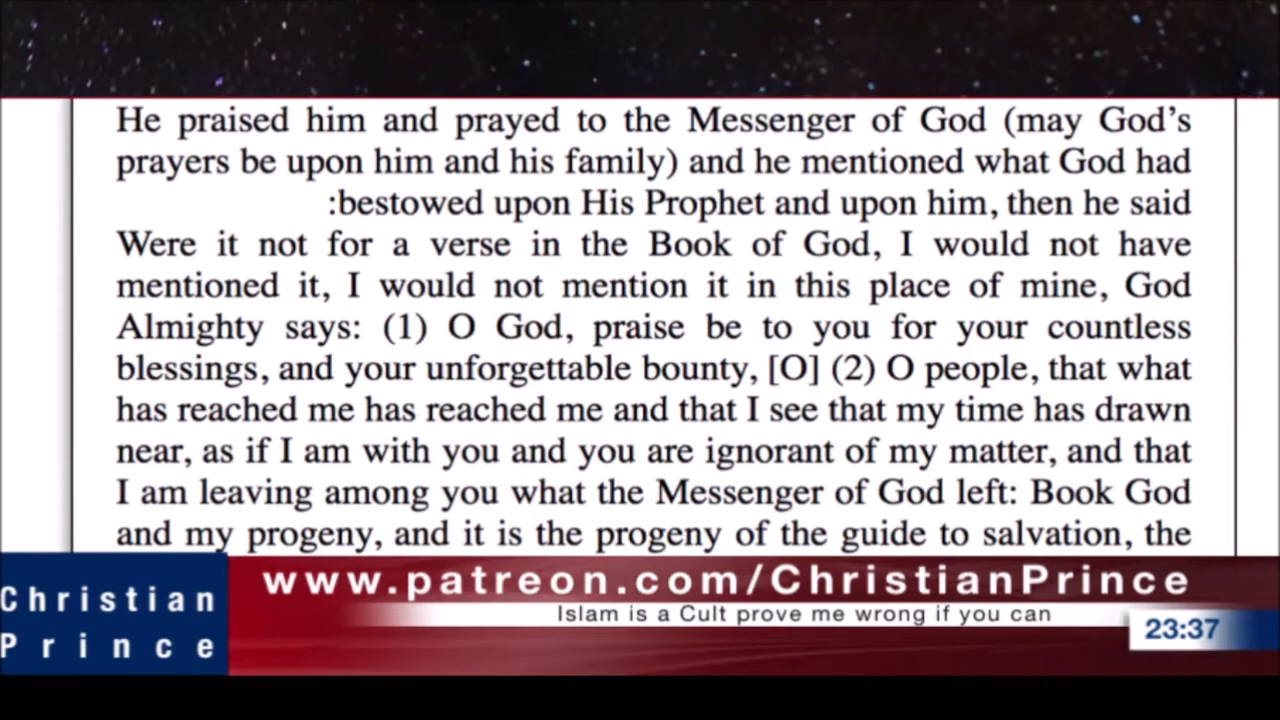 He praised him and prayed to the Messenger of God (may God's
prayers be upon him and his family) and he mentioned what God had
:bestowed upon His Prophet and upon him, then he said
Were it not for a verse in the Book of God, I would not have
mentioned it, I would not mention it in this place of mine, God
Almighty says: (1) O God, praise be to you for your countless
blessings, and your unforgettable bounty, [O] (2) O people, that what
has reached me has reached me and that I see that my time has drawn
near, as if I am with you and you are ignorant of my matter, and that
I am leaving among you what the Messenger of God left: Book God
and my progeny, and it is the progeny of the guide to salvation, the
www.patreon.com/ChristianPrince
Islam is a Cult prove me wrong if you can
Christian
Prince
23:37